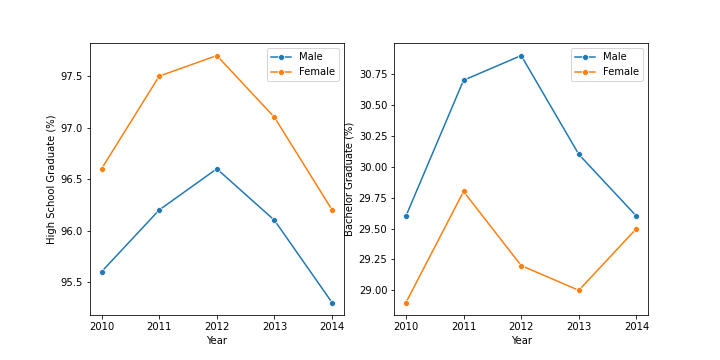 Male
Female
97.5
97.0
96.5
96.0
95.5
High School Graduate (%)
2010 2011 2012 2013 2014
Year
Male
Female
30.75
30.50
30.25
30.00
29.75
29.50
29.25
29.00
Bachelor Graduate (%)
2010 2011 2012 2013 2014
Year